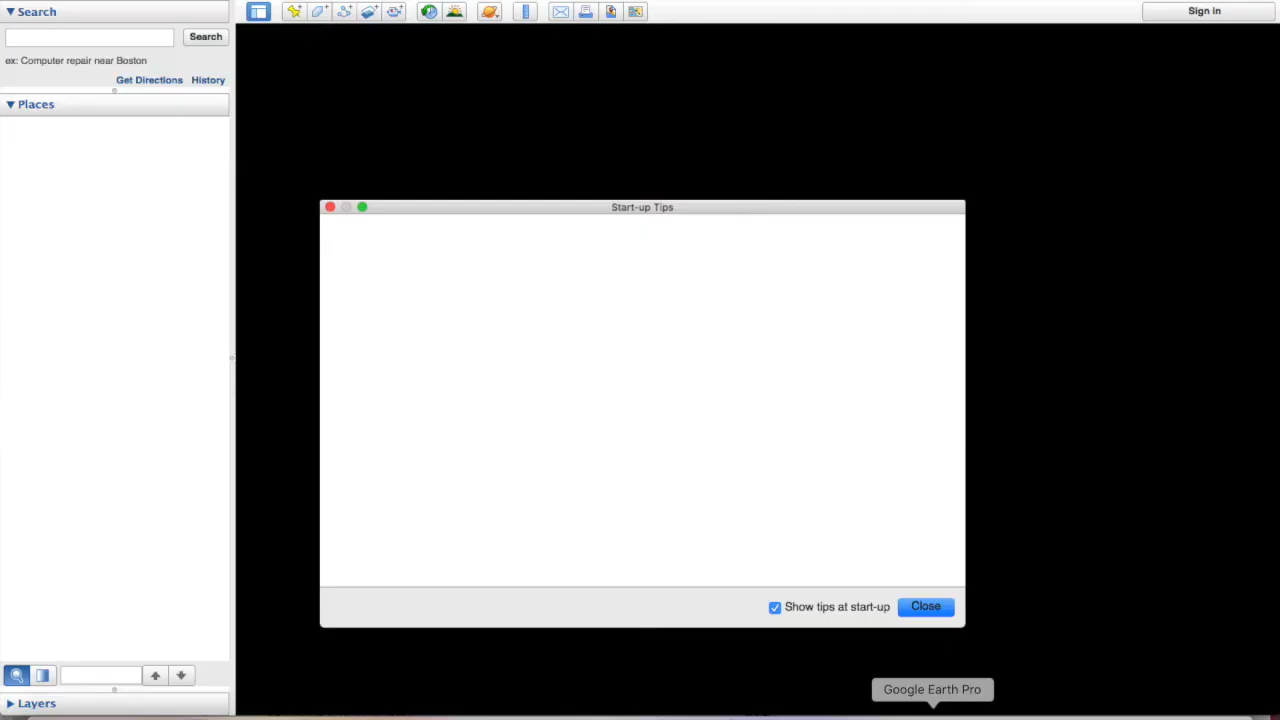 Search
Sign in
Search
ex: Computer repair near Boston
Get Directions History
Places
Start-up Tips
Show tips at start-up Close
Google Earth Pro
Layers